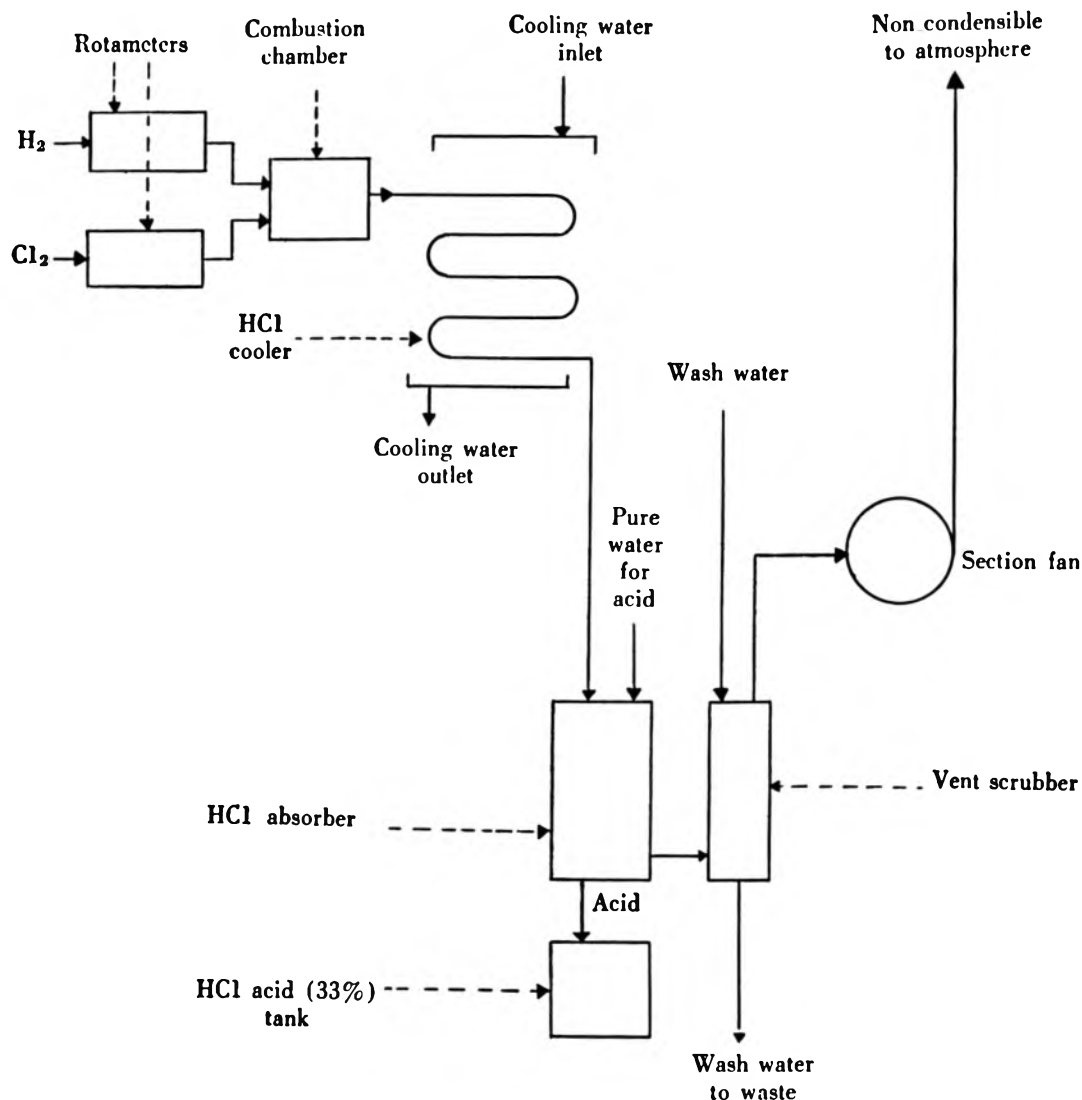 Rotameters
Combustion
chamber
Cooling water
inlet
Non condensible
to atmosphere
H₂
Cl₂
HCl
cooler
Cooling water
outlet
Wash water
Pure
water
for
acid
Section fan
Vent scrubber
HCl absorber
Acid
HCl acid (33%)
tank
Wash water
to waste